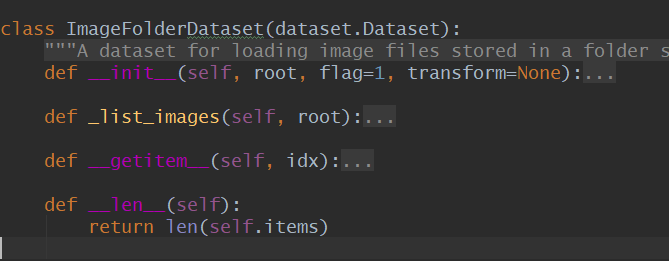 class ImageFolderDataset(dataset.Dataset):
    """A dataset for loading image files stored in a folder s
    def __init__(self, root, flag=1, transform=None):...
    def _list_images(self, root):...
    def __getitem__(self, idx):...
    def __len__(self):
        return len(self.items)